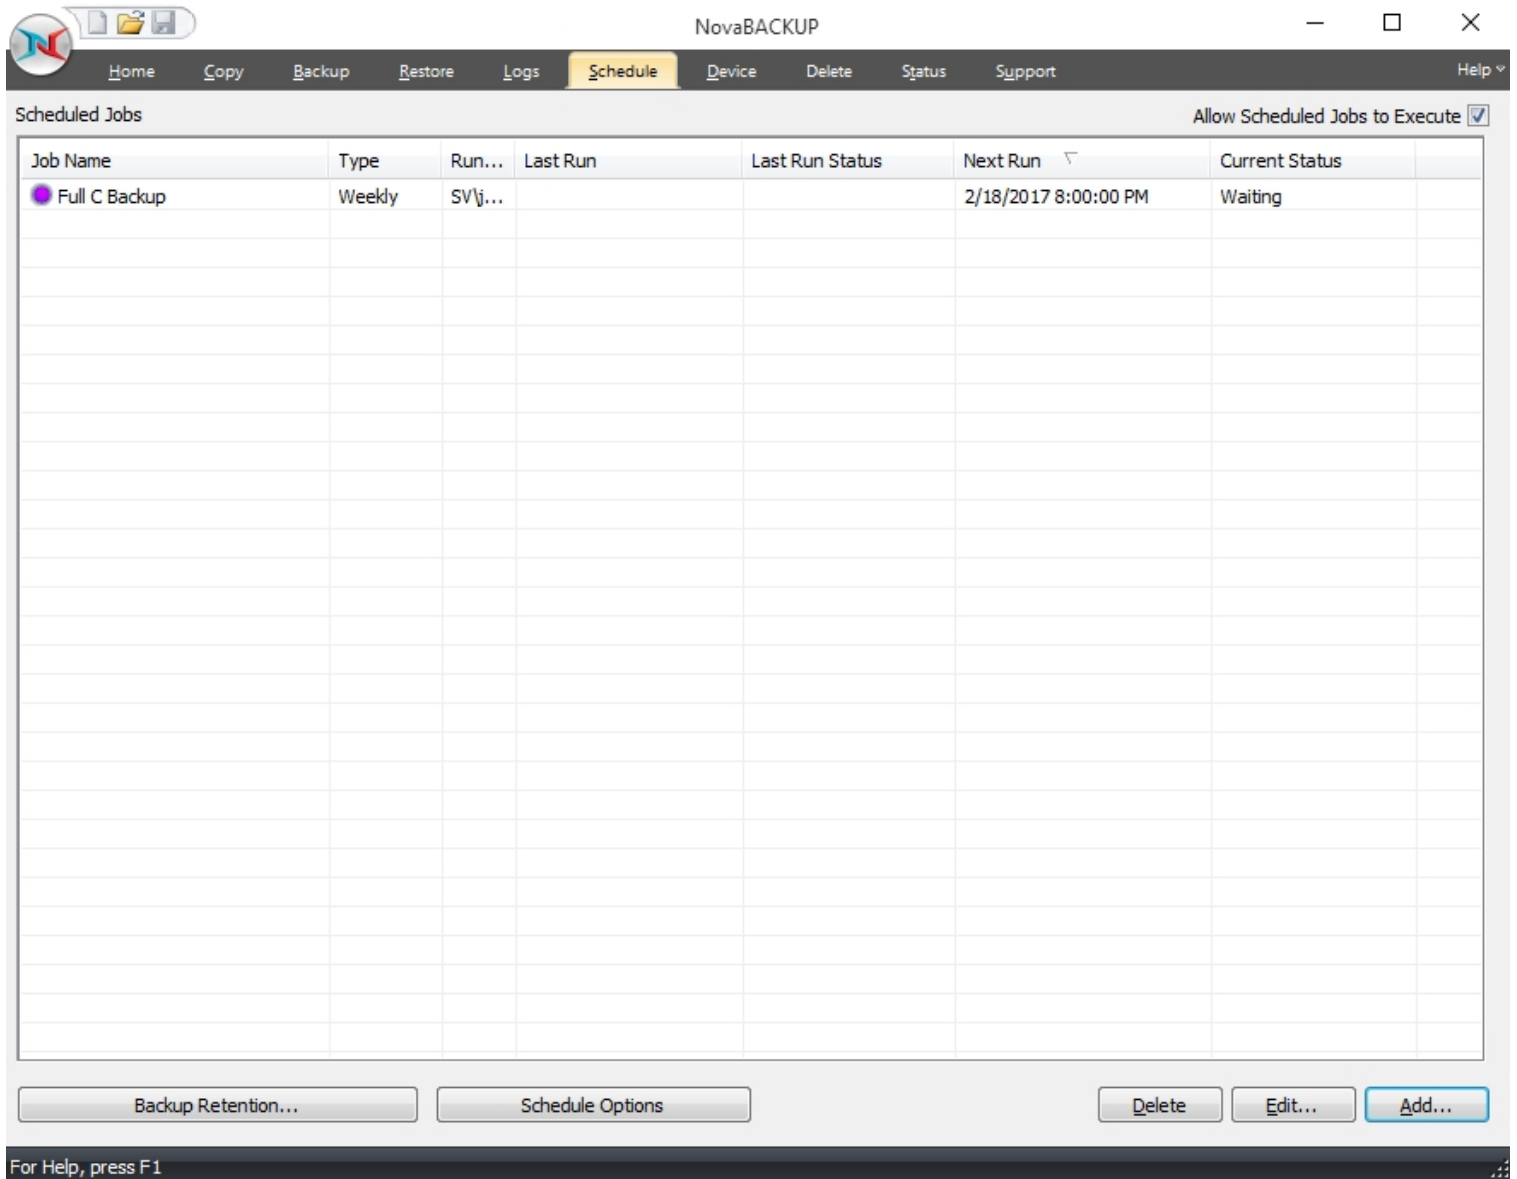 NovaBACKUP
Home Copy Backup Restore Logs Schedule Device Delete Status Support Help
Scheduled Jobs Allow Scheduled Jobs to Execute
Job Name Type Run... Last Run Last Run Status Next Run Current Status
Full C Backup Weekly SV\j... 2/18/2017 8:00:00 PM Waiting
Backup Retention... Schedule Options Delete Edit... Add...
For Help, press F1